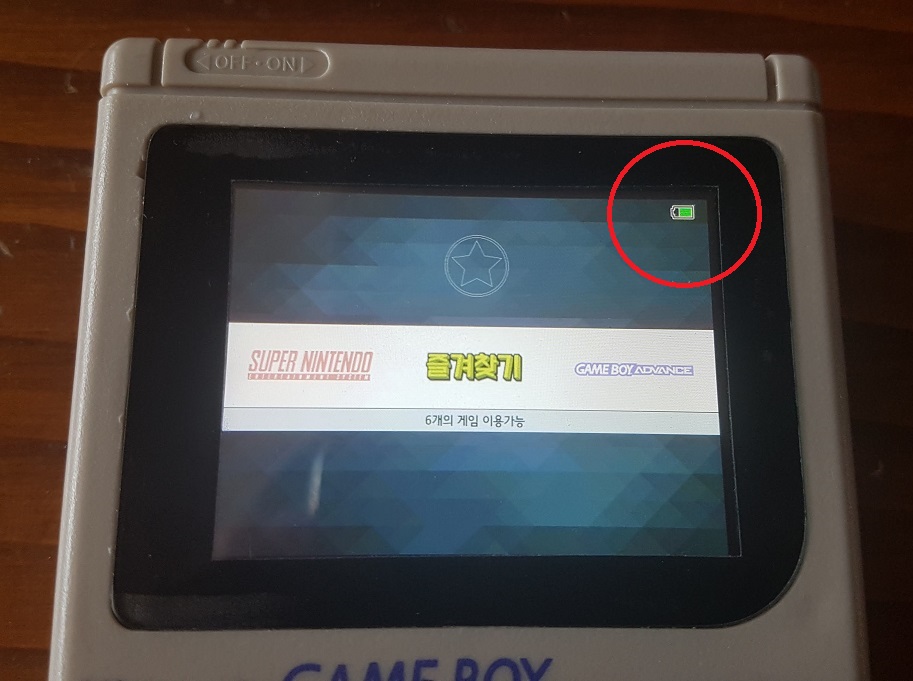 OFF•ON
SUPER NINTENDO
ENTERTAINMENT SYSTEM
즐겨찾기
GAME BOY ADVANCE
6개의 게임 이용가능
GAME BOY